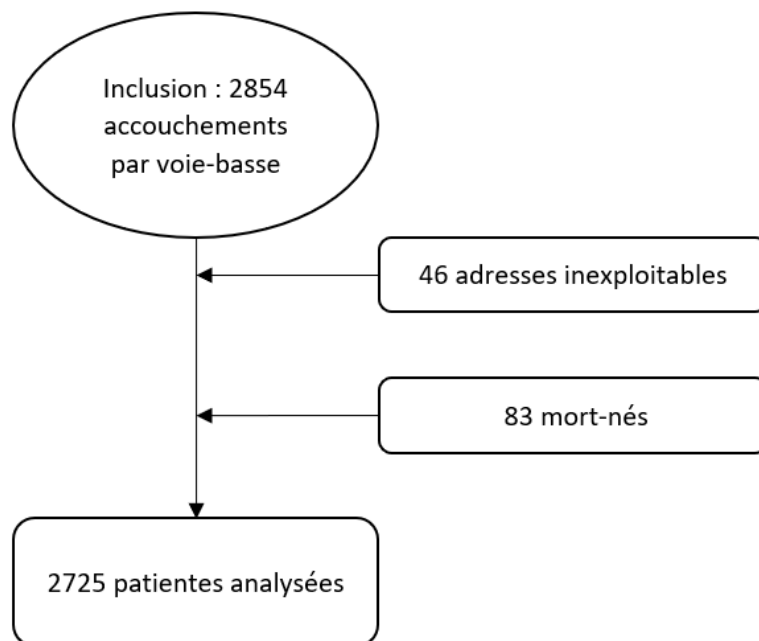 Inclusion : 2854
accouchements
par voie-basse
46 adresses inexploitables
83 mort-nés
2725 patientes analysées